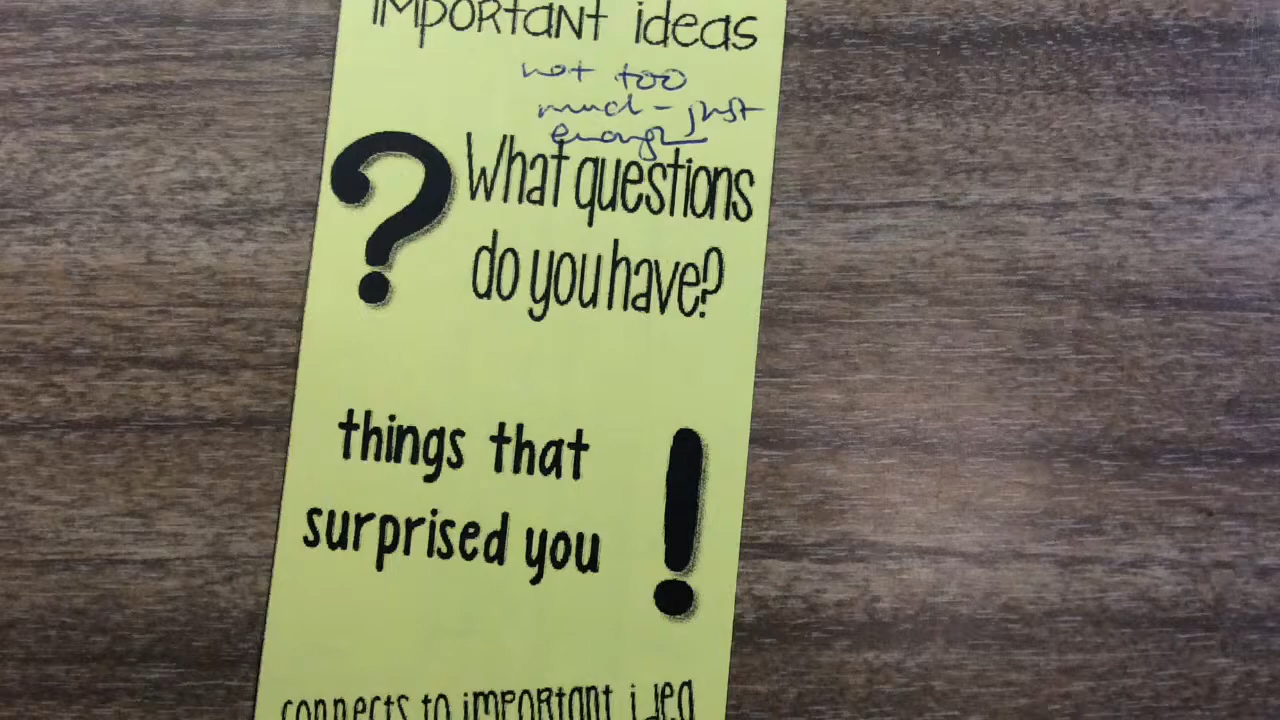 important ideas
not too
much - just
enough
? What questions
do you have?
things that
surprised you !
connects to important idea